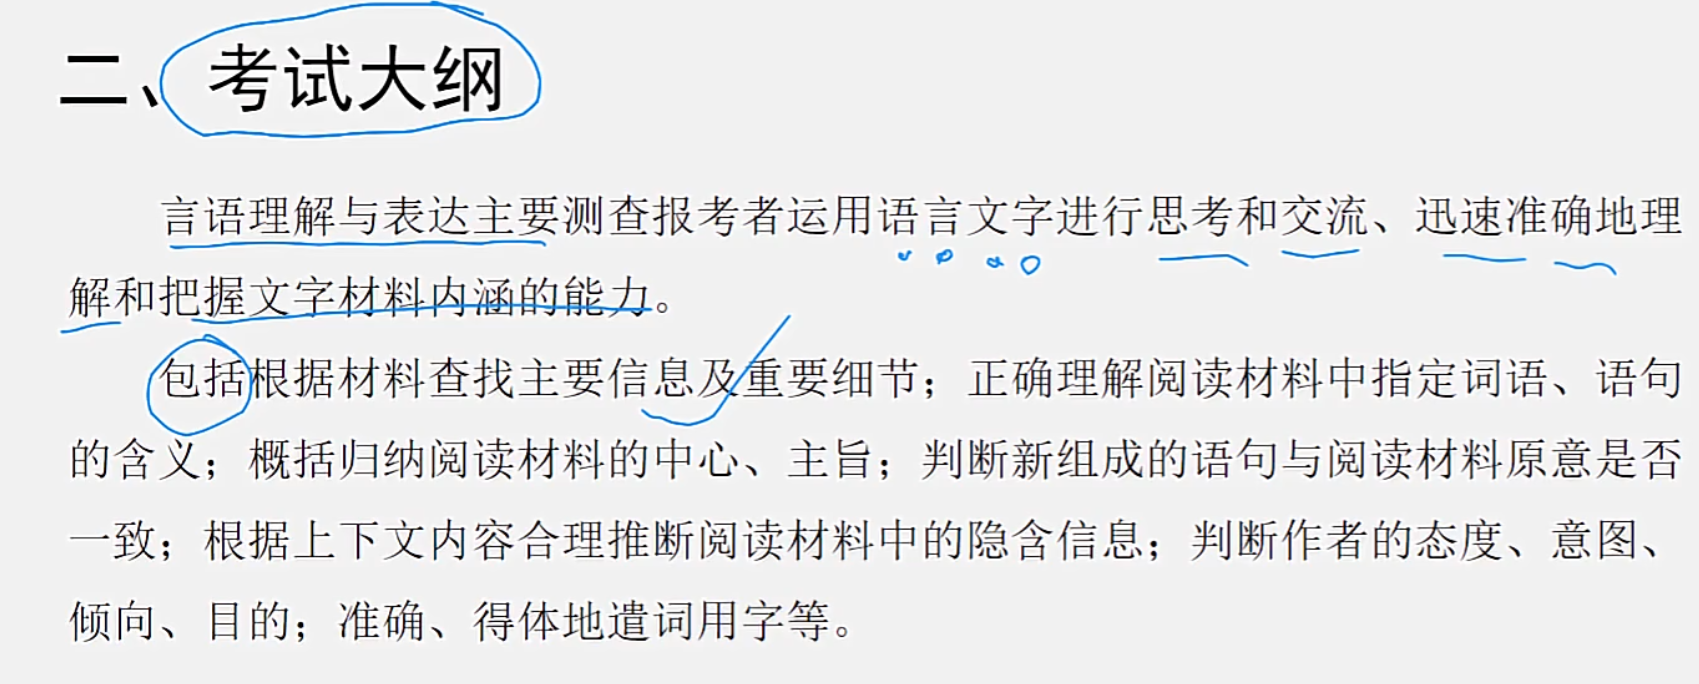 二、考试大纲
言语理解与表达主要测查报考者运用语言文字进行思考和交流、迅速准确地理
解和把握文字材料内涵的能力。
包括根据材料查找主要信息及重要细节；正确理解阅读材料中指定词语、语句
的含义；概括归纳阅读材料的中心、主旨；判断新组成的语句与阅读材料原意是否
一致；根据上下文内容合理推断阅读材料中的隐含信息；判断作者的态度、意图、
倾向、目的；准确、得体地遣词用字等。